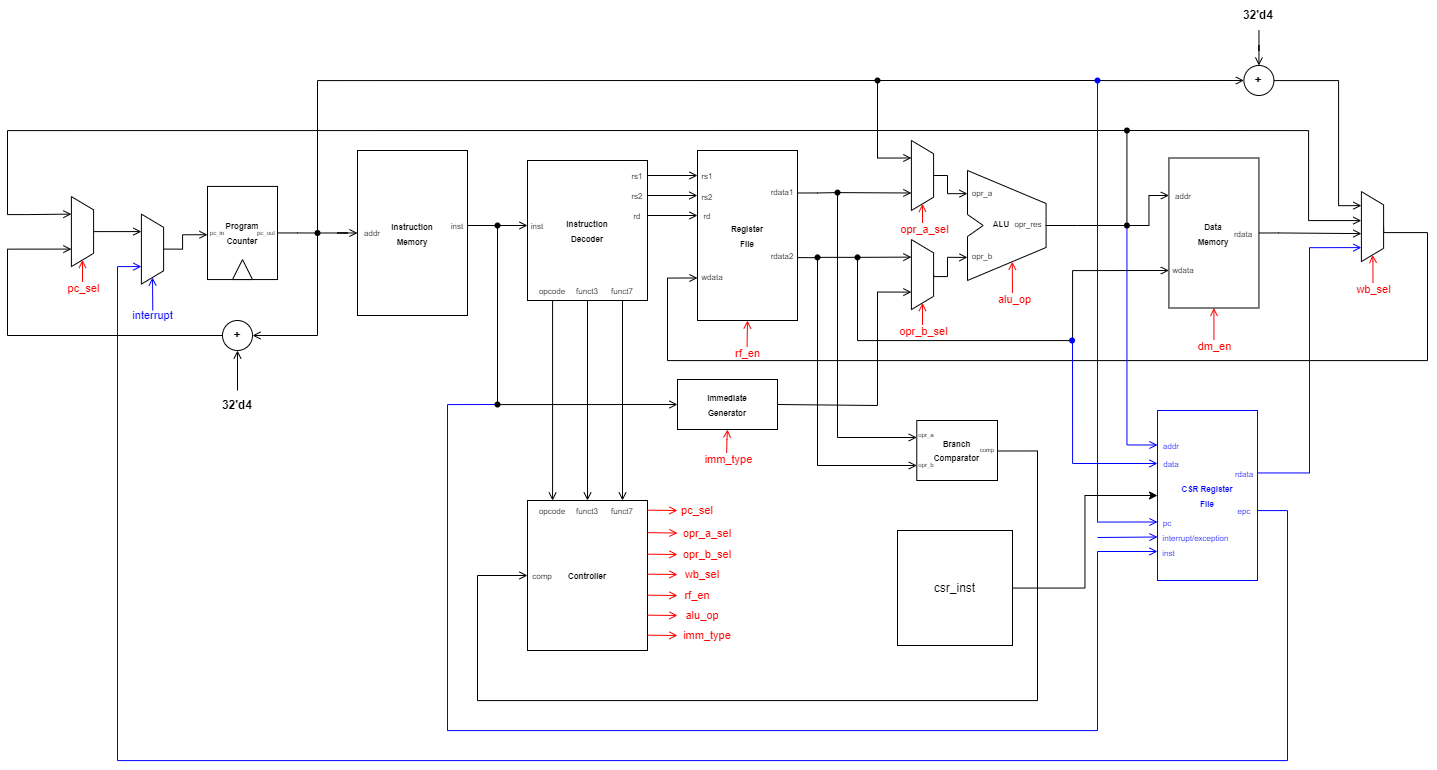 32'd4
+
Program
Counter
pc_in
pc_out
pc_sel
interrupt
+
32'd4
Instruction
Memory
addr
inst
Instruction
Decoder
inst
rs1
rs2
rd
opcode funct3 funct7
Register
File
rs1
rs2
rd
wdata
rdata1
rdata2
rf_en
opr_a_sel
opr_b_sel
ALU
opr_a
opr_b
opr_res
alu_op
Data
Memory
addr
wdata
rdata
dm_en
wb_sel
Immediate
Generator
imm_type
Branch
Comparator
opr_a
opr_b
comp
opcode funct3 funct7
comp
Controller
pc_sel
opr_a_sel
opr_b_sel
wb_sel
rf_en
alu_op
imm_type
csr_inst
CSR Register
File
addr
data
pc
interrupt/exception
inst
rdata
epc